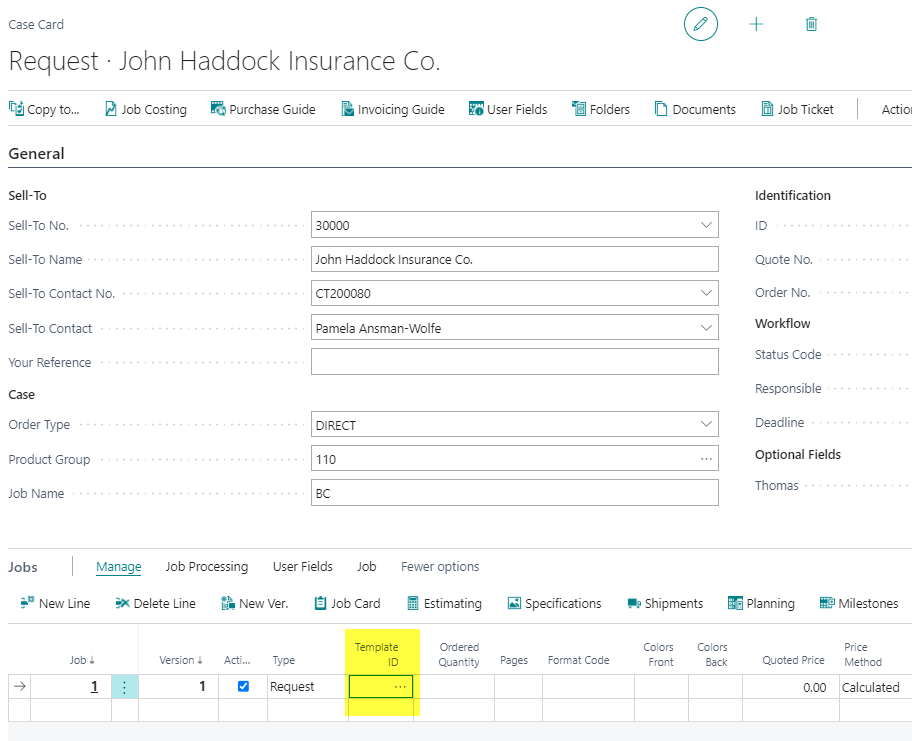 Case Card
Request · John Haddock Insurance Co.
Copy to... Job Costing Purchase Guide Invoicing Guide User Fields Folders Documents Job Ticket Actio
General
Sell-To
Sell-To No. 30000
Sell-To Name John Haddock Insurance Co.
Sell-To Contact No. CT200080
Sell-To Contact Pamela Ansman-Wolfe
Your Reference
Case
Order Type DIRECT
Product Group 110 ...
Job Name BC
Identification
ID
Quote No.
Order No.
Workflow
Status Code
Responsible
Deadline
Optional Fields
Thomas
Jobs Manage Job Processing User Fields Job Fewer options
New Line Delete Line New Ver. Job Card Estimating Specifications Shipments Planning Milestones
Job ↓ Version ↓ Acti... Type Template ID Ordered Quantity Pages Format Code Colors Front Colors Back Quoted Price Price Method
→ 1 1 Request ... 0.00 Calculated